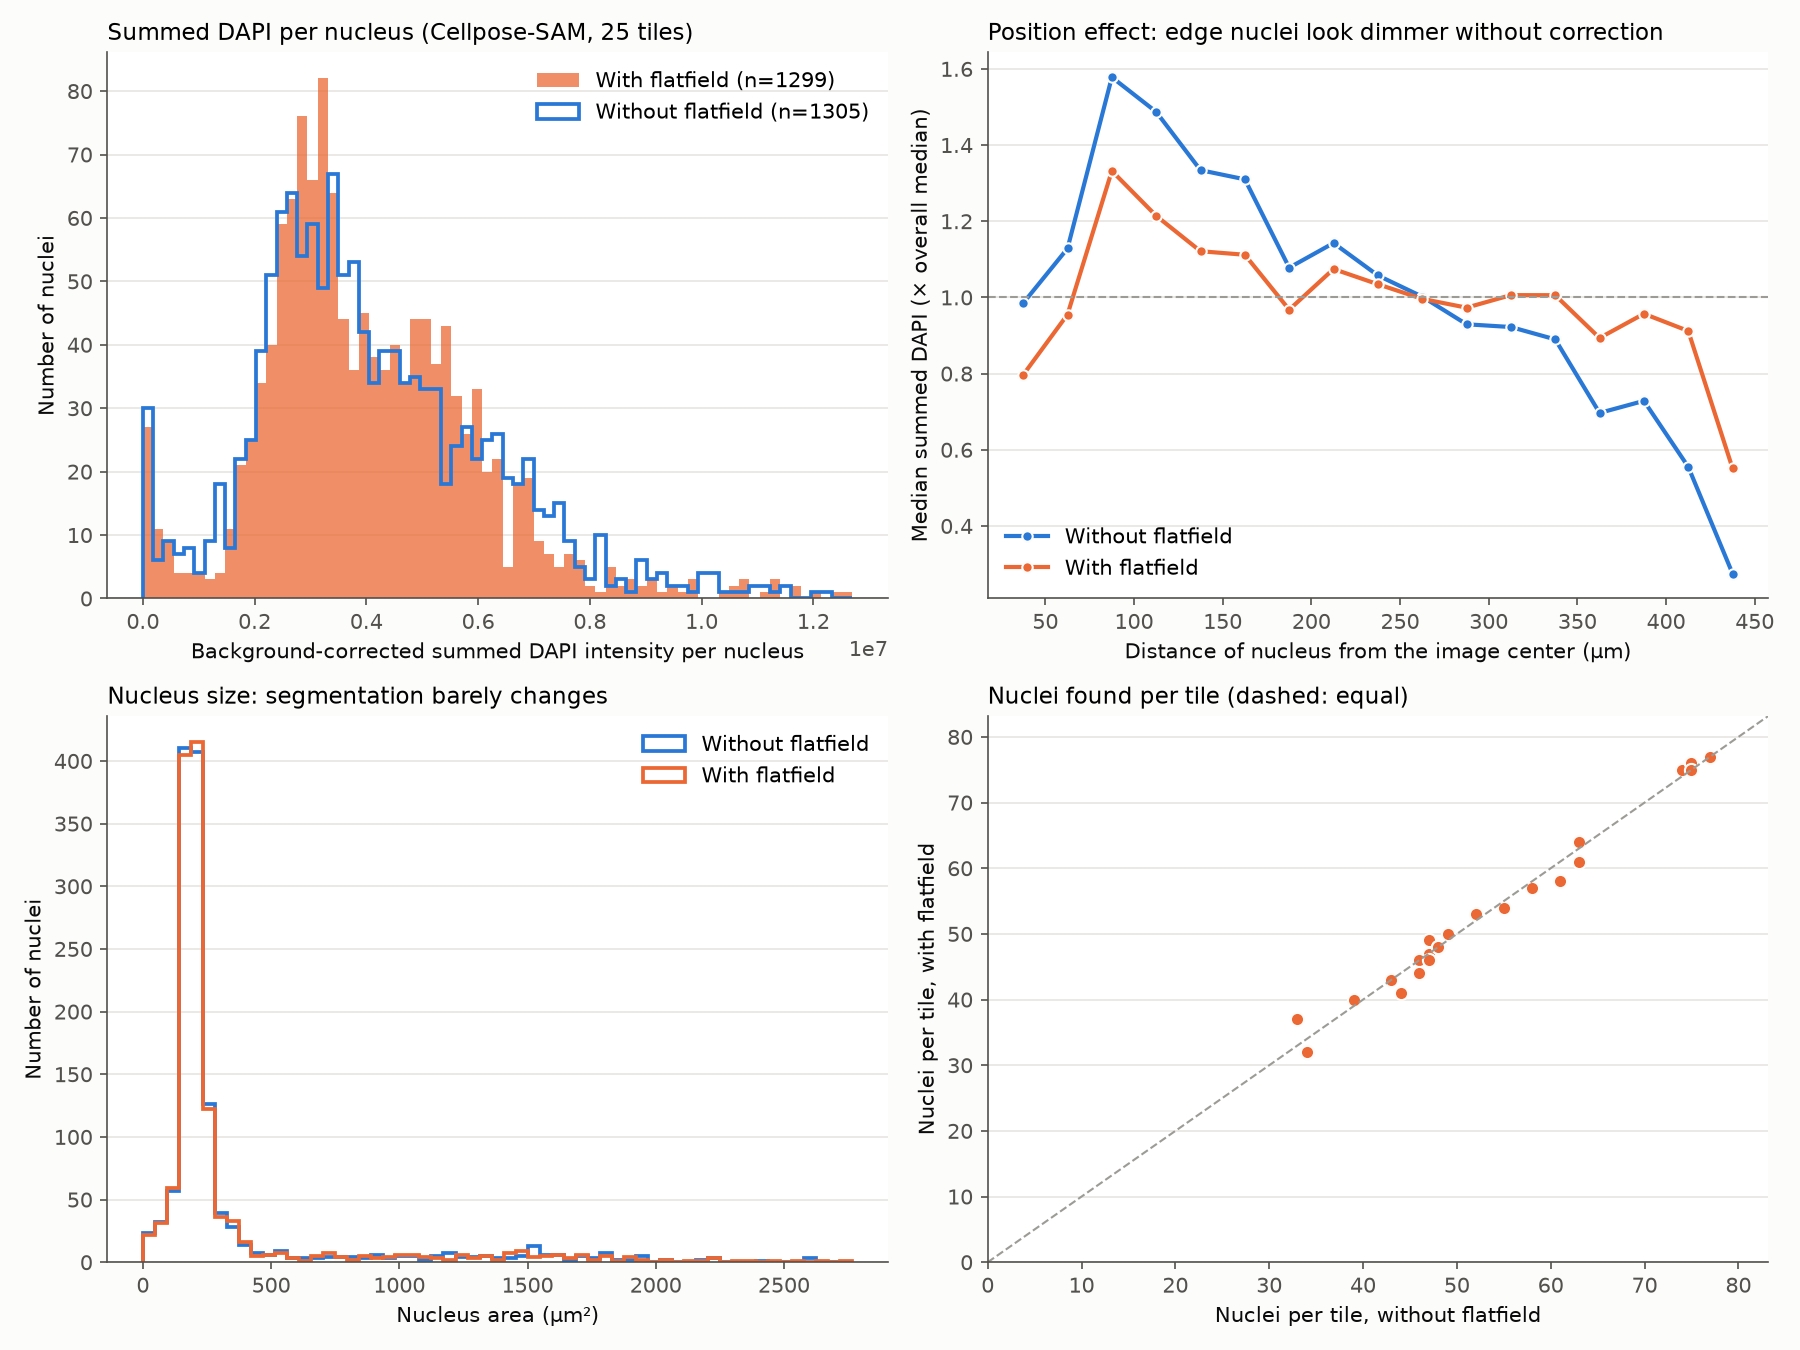 Summed DAPI per nucleus (Cellpose-SAM, 25 tiles)
With flatfield (n=1299)
Without flatfield (n=1305)
Number of nuclei
80
70
60
50
40
30
20
10
0
0.0 0.2 0.4 0.6 0.8 1.0 1.2
1e7
Background-corrected summed DAPI intensity per nucleus
Position effect: edge nuclei look dimmer without correction
Median summed DAPI (× overall median)
1.6
1.4
1.2
1.0
0.8
0.6
0.4
Without flatfield
With flatfield
50 100 150 200 250 300 350 400 450
Distance of nucleus from the image center (µm)
Nucleus size: segmentation barely changes
Without flatfield
With flatfield
Number of nuclei
400
350
300
250
200
150
100
50
0
0 500 1000 1500 2000 2500
Nucleus area (µm²)
Nuclei found per tile (dashed: equal)
Nuclei per tile, with flatfield
80
70
60
50
40
30
20
10
0
0 10 20 30 40 50 60 70 80
Nuclei per tile, without flatfield